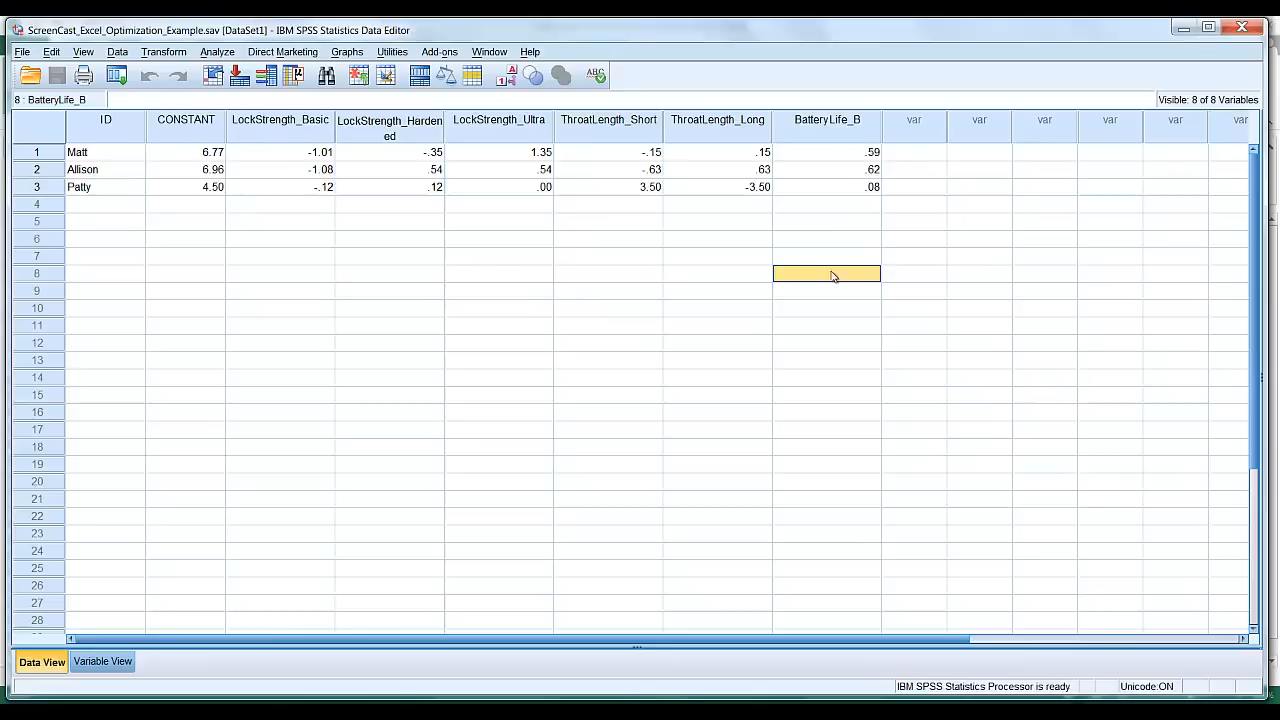 ScreenCast_Excel_Optimization_Example.sav [DataSet1] - IBM SPSS Statistics Data Editor
File Edit View Data Transform Analyze Direct Marketing Graphs Utilities Add-ons Window Help
8 : BatteryLife_B Visible: 8 of 8 Variables
ID CONSTANT LockStrength_Basic LockStrength_Hardened LockStrength_Ultra ThroatLength_Short ThroatLength_Long BatteryLife_B var var var var var var
1 Matt 6.77 -1.01 -.35 1.35 -.15 .15 .59
2 Allison 6.96 -1.08 .54 .54 -.63 .63 .62
3 Patty 4.50 -.12 .12 .00 3.50 -3.50 .08
4
5
6
7
8
9
10
11
12
13
14
15
16
17
18
19
20
21
22
23
24
25
26
27
28
Data View Variable View
IBM SPSS Statistics Processor is ready Unicode:ON